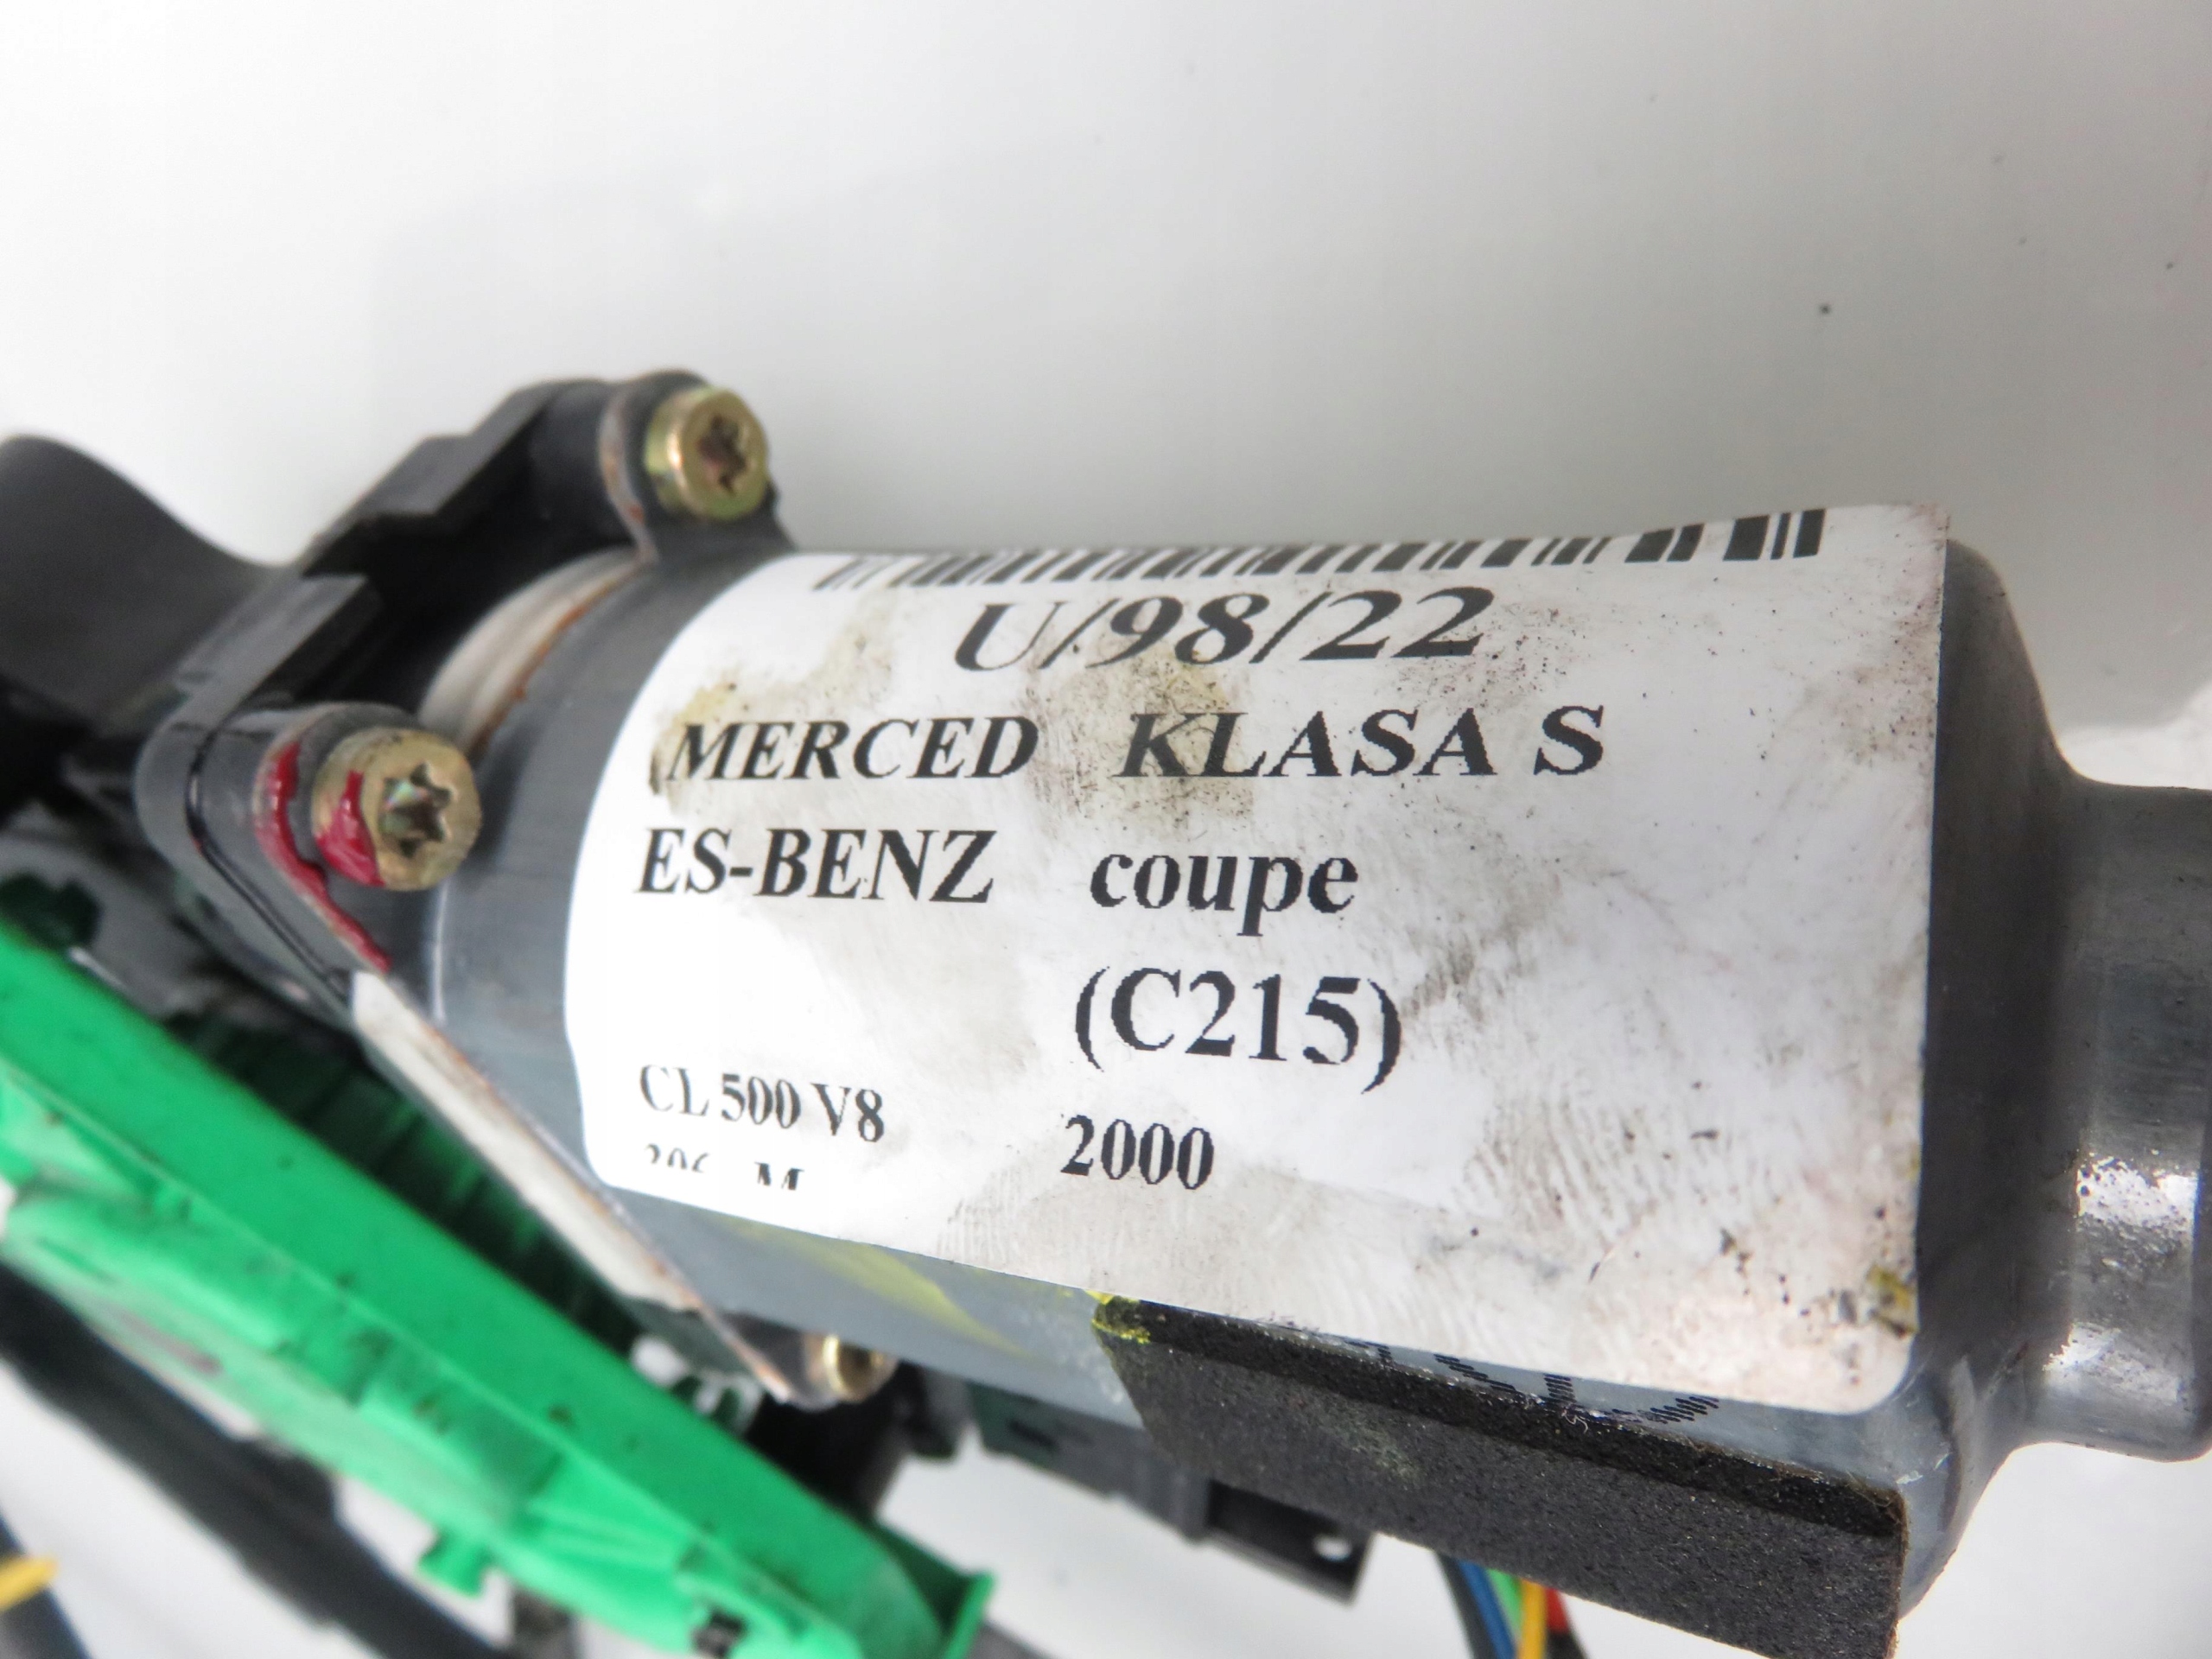 U/98/22
MERCED KLASA S
ES-BENZ coupe
(C215)
CL 500 V8
2000